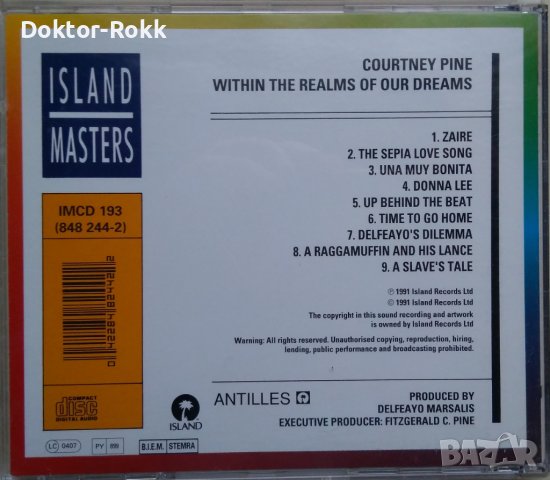 Doktor-Rokk
ISLAND
MASTERS
COURTNEY PINE
WITHIN THE REALMS OF OUR DREAMS
1. ZAIRE
2. THE SEPIA LOVE SONG
3. UNA MUY BONITA
4. DONNA LEE
5. UP BEHIND THE BEAT
6. TIME TO GO HOME
7. DELFEAYO'S DILEMMA
8. A RAGGAMUFFIN AND HIS LANCE
9. A SLAVE'S TALE
IMCD 193
(848 244-2)
℗ 1991 Island Records Ltd
© 1991 Island Records Ltd
The copyright in this sound recording and artwork
is owned by Island Records Ltd
Warning: All rights reserved. Unauthorised copying, reproduction, hiring,
lending, public performance and broadcasting prohibited.
COMPACT
disc
DIGITAL AUDIO
ISLAND
ANTILLES
PRODUCED BY
DELFEAYO MARSALIS
EXECUTIVE PRODUCER: FITZGERALD C. PINE
LC 0407
PY 899
B.I.E.M. STEMRA
BAZAR